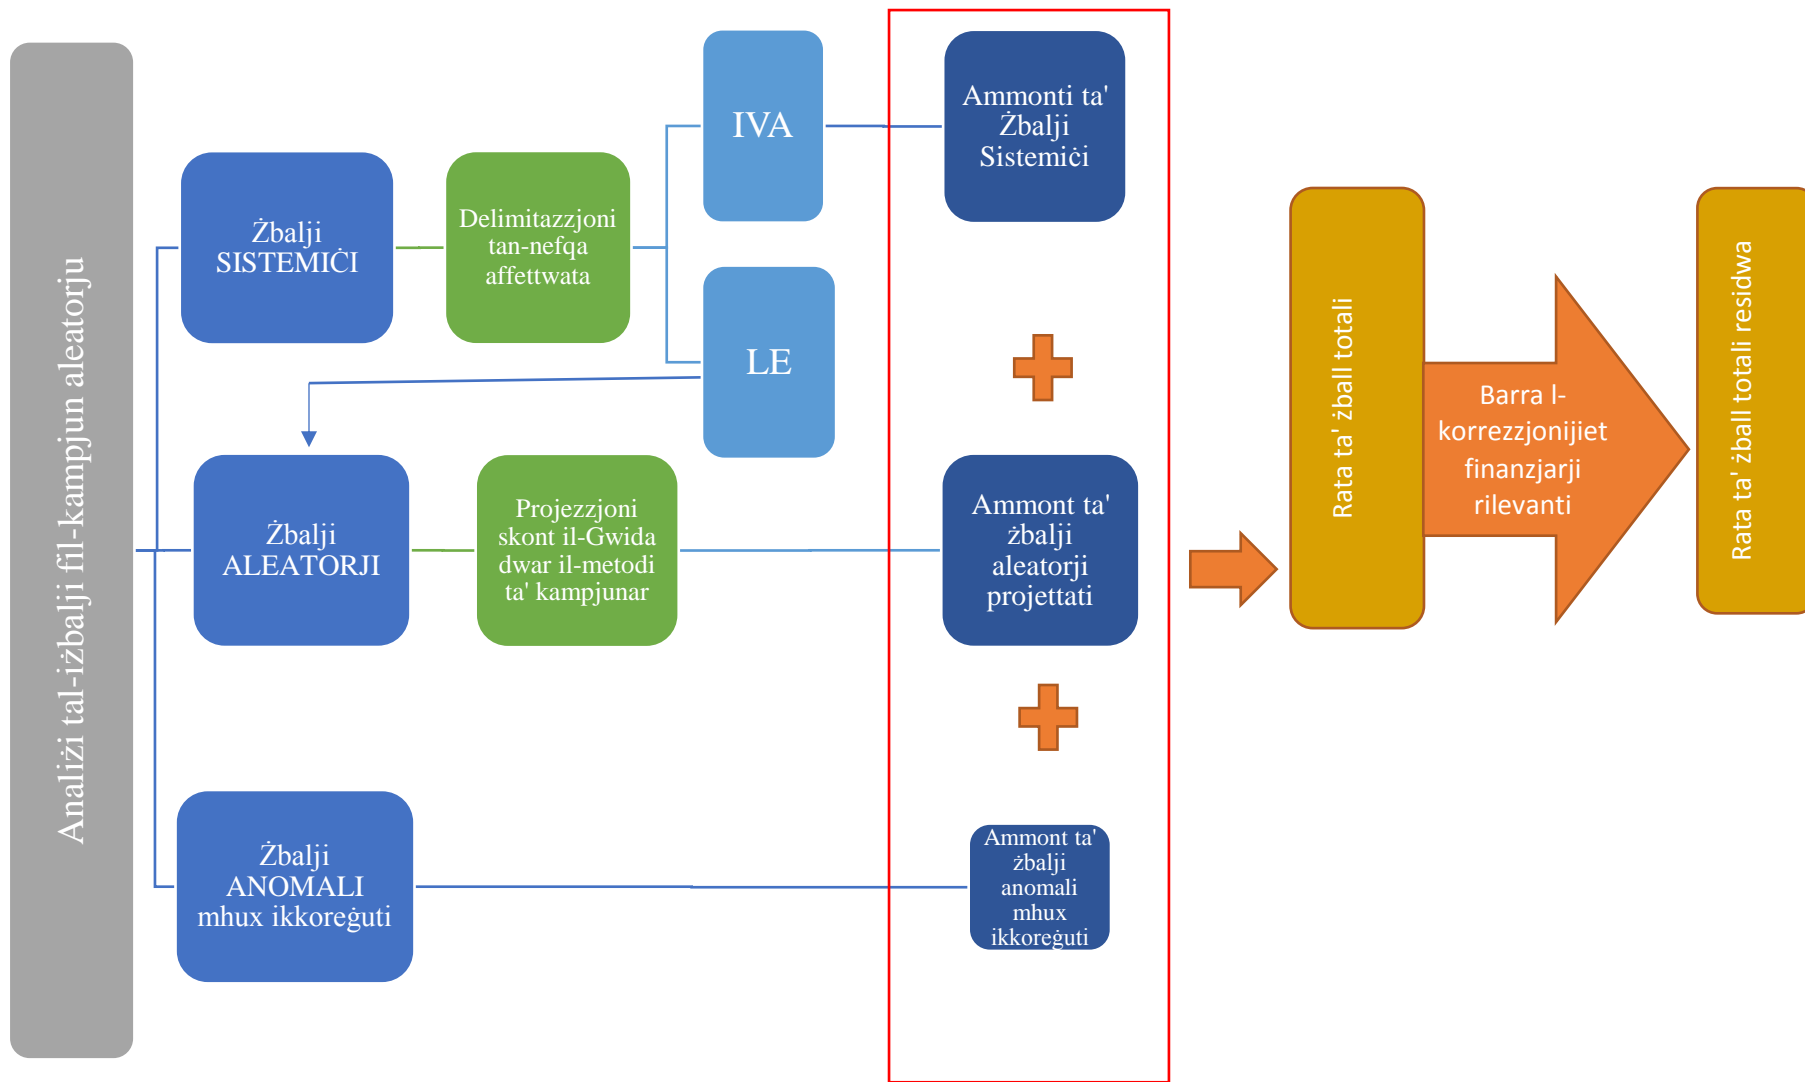 Analiżi tal-iżbalji fil-kampjun aleatorju
Żbalji
SISTEMIĊI
Delimitazzjoni
tan-nefqa
affettwata
IVA
LE
Ammonti ta'
Żbalji
Sistemiċi
Żbalji
ALEATORJI
Projezzjoni
skont il-Gwida
dwar il-metodi
ta' kampjunar
Ammont ta'
żbalji
aleatorji
projettati
Żbalji
ANOMALI
mhux ikkoreġuti
Ammont ta'
żbalji
anomali
mhux
ikkoreġuti
Rata ta' żball totali
Barra l-
korrezzjonijiet
finanzjarji
rilevanti
Rata ta' żball totali residwa